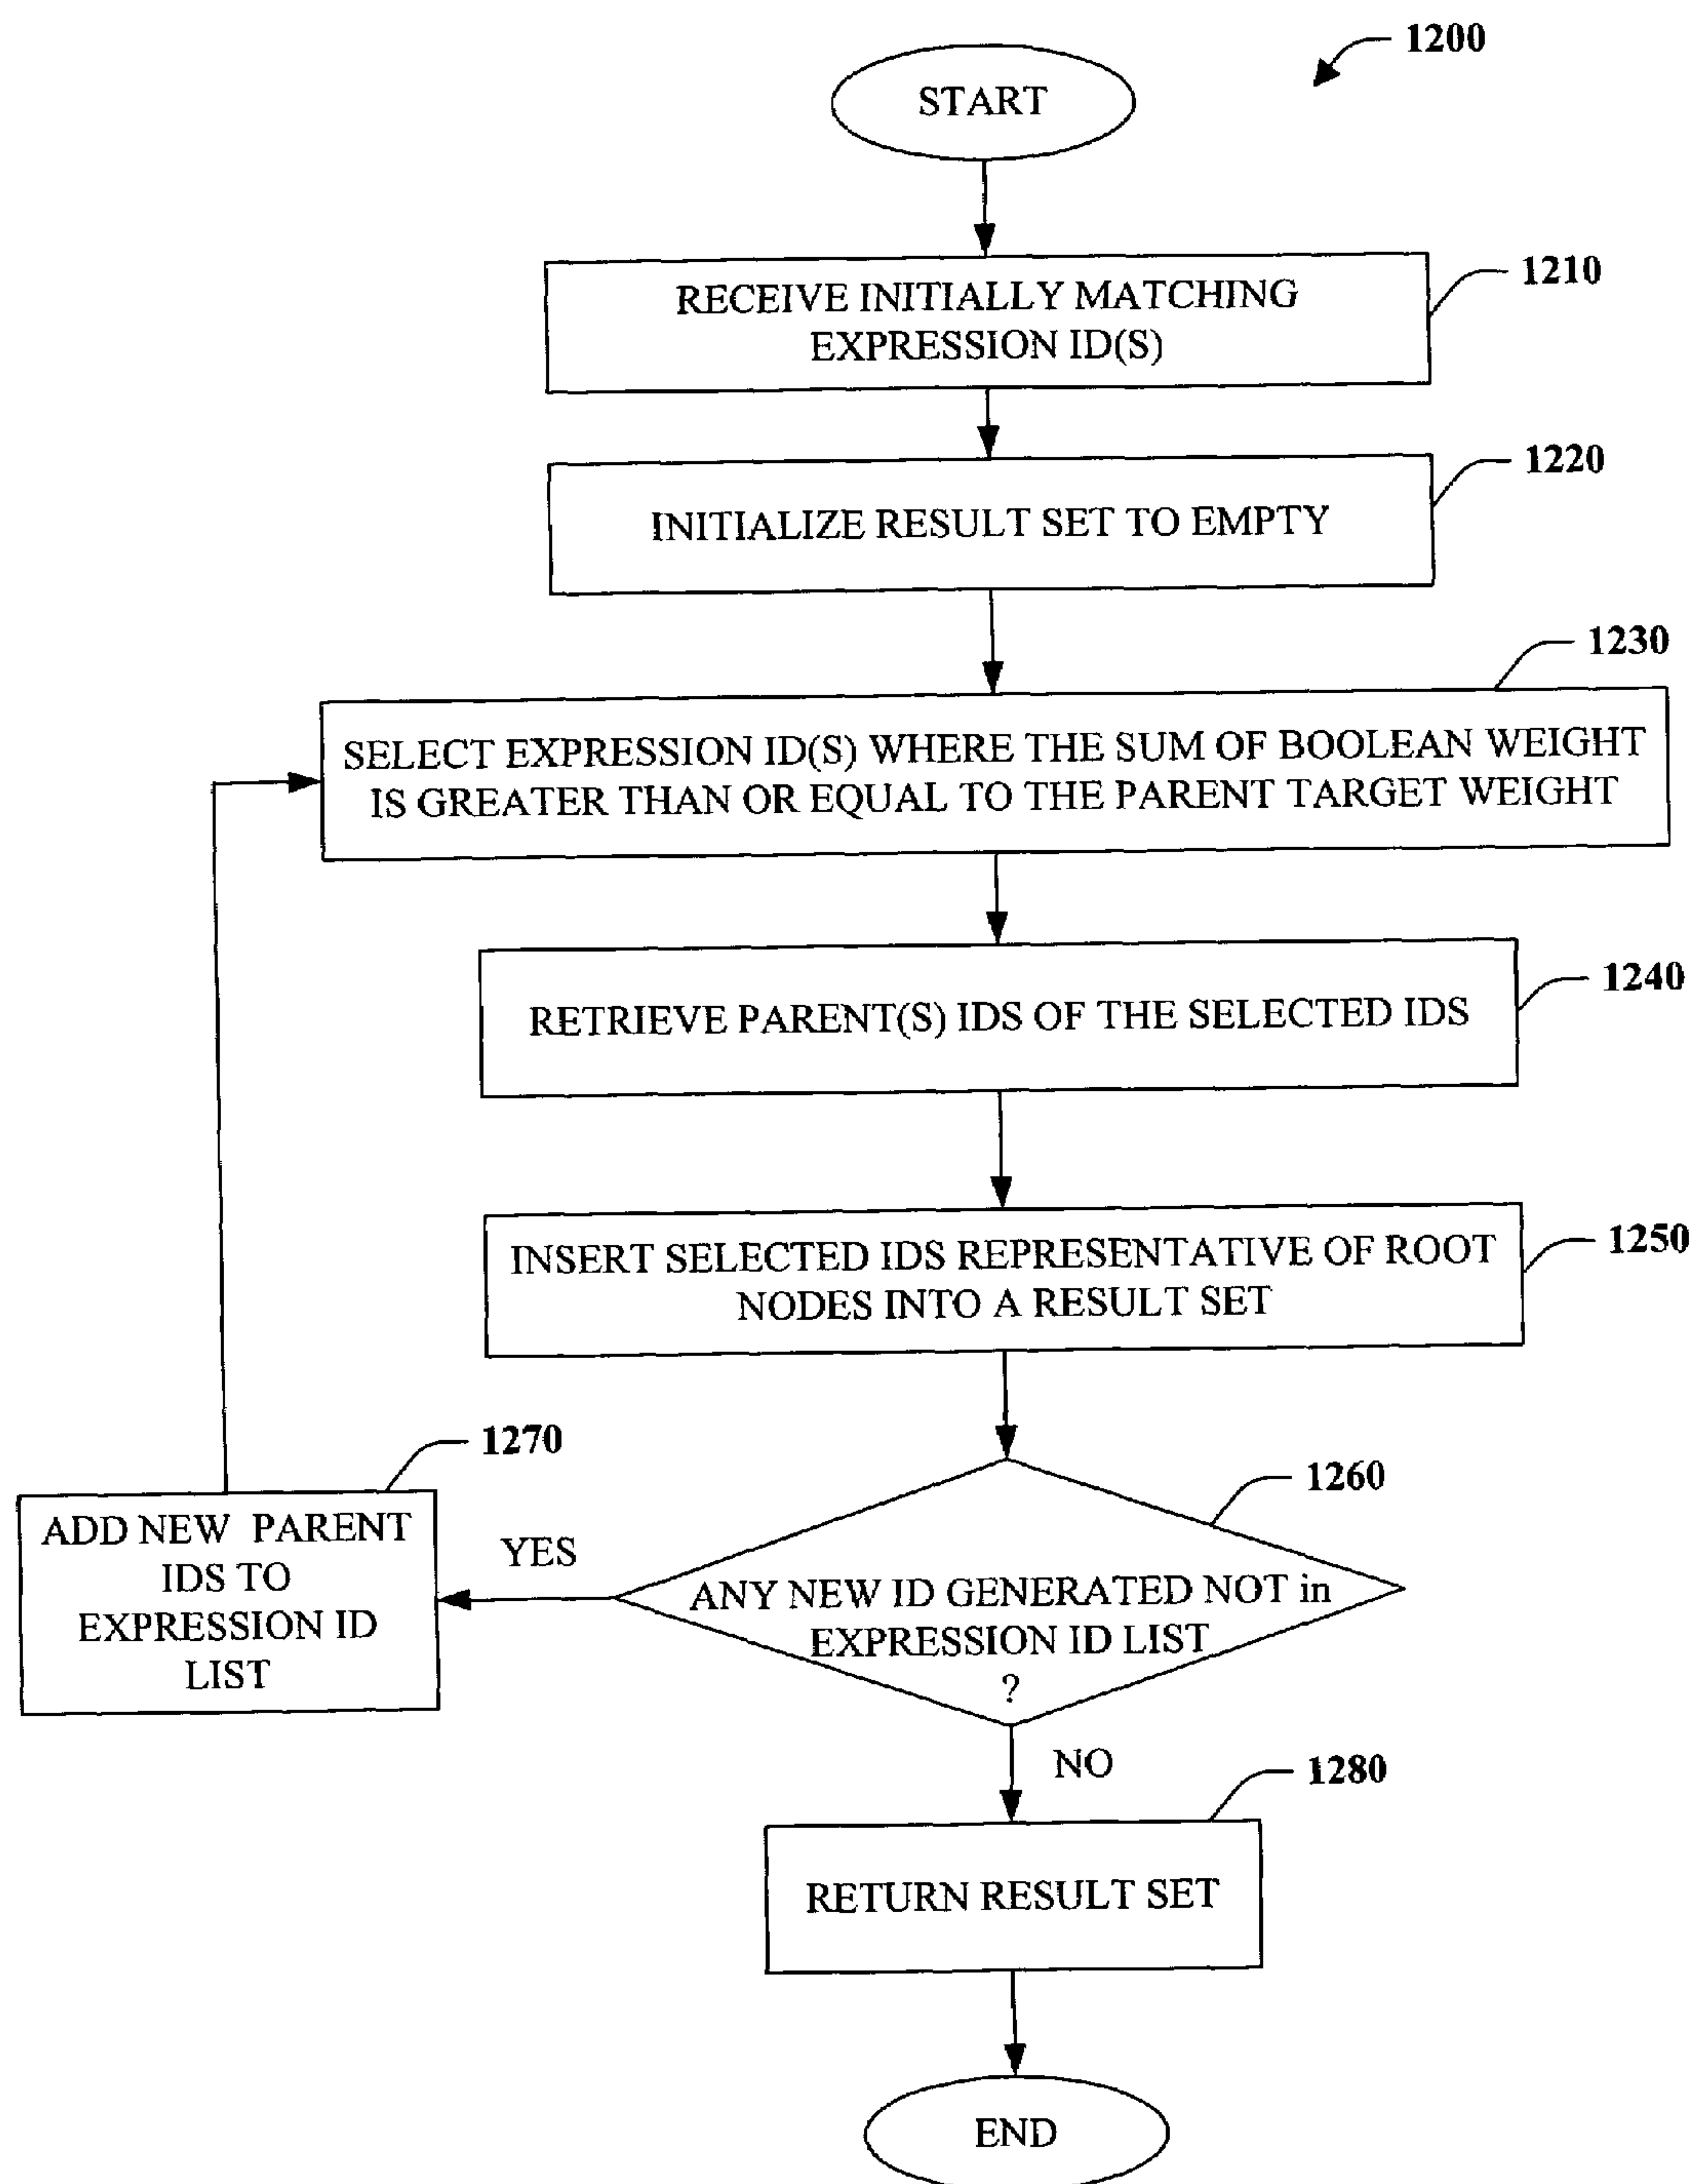 1200
START
1210
RECEIVE INITIALLY MATCHING
EXPRESSION ID(S)
1220
INITIALIZE RESULT SET TO EMPTY
1230
SELECT EXPRESSION ID(S) WHERE THE SUM OF BOOLEAN WEIGHT
IS GREATER THAN OR EQUAL TO THE PARENT TARGET WEIGHT
1240
RETRIEVE PARENT(S) IDS OF THE SELECTED IDS
1250
INSERT SELECTED IDS REPRESENTATIVE OF ROOT
NODES INTO A RESULT SET
1260
ANY NEW ID GENERATED NOT in
EXPRESSION ID LIST
?
YES
1270
ADD NEW PARENT
IDS TO
EXPRESSION ID
LIST
NO
1280
RETURN RESULT SET
END